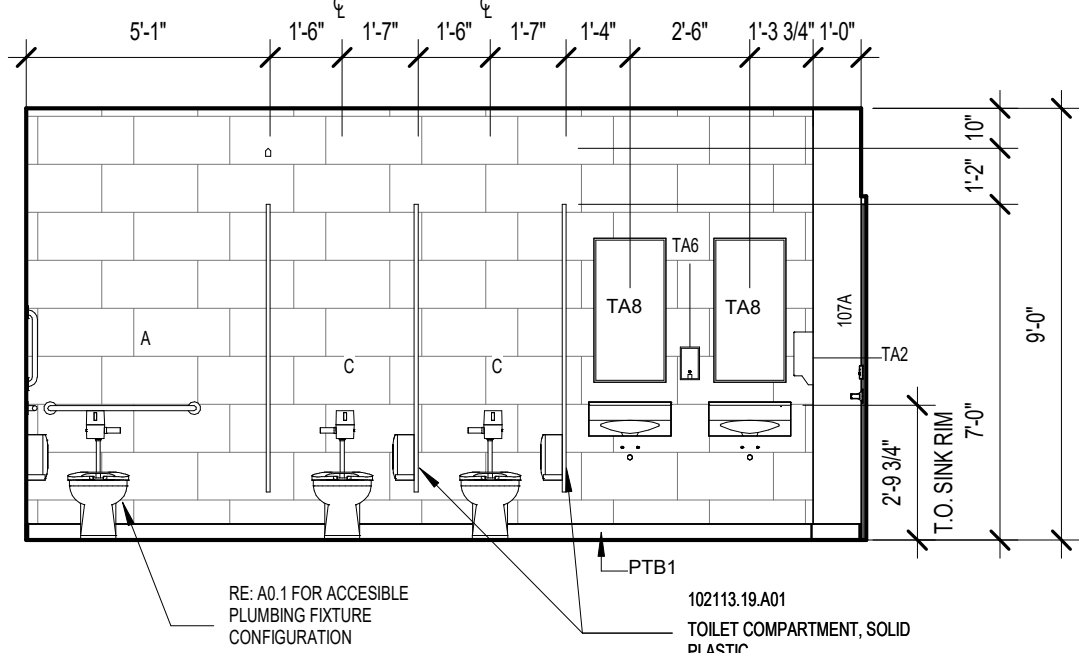 ℄ ℄
5'-1" 1'-6" 1'-7" 1'-6" 1'-7" 1'-4" 2'-6" 1'-3 3/4" 1'-0"
10"
1'-2"
TA6
TA8 TA8
107A
9'-0"
A
TA2
C C
7'-0"
2'-9 3/4"
T.O. SINK RIM
PTB1
RE: A0.1 FOR ACCESIBLE
PLUMBING FIXTURE
CONFIGURATION
102113.19.A01
TOILET COMPARTMENT, SOLID
PLASTIC